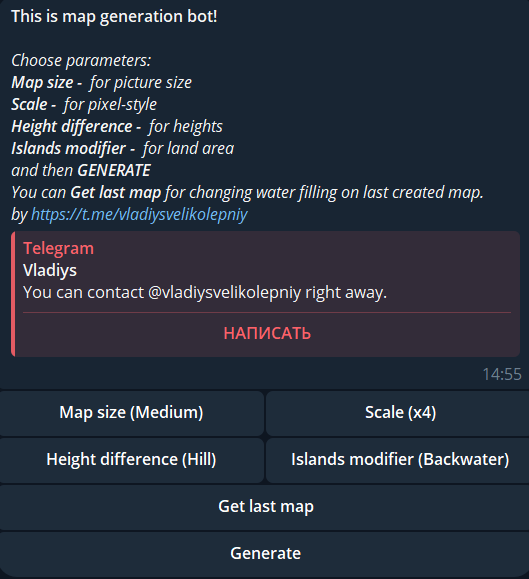 This is map generation bot!
Choose parameters:
Map size - for picture size
Scale - for pixel-style
Height difference - for heights
Islands modifier - for land area
and then GENERATE
You can Get last map for changing water filling on last created map.
by https://t.me/vladiysvelikolepniy
Telegram
Vladiys
You can contact @vladiysvelikolepniy right away.
НАПИСАТЬ
14:55
Map size (Medium)
Scale (x4)
Height difference (Hill)
Islands modifier (Backwater)
Get last map
Generate